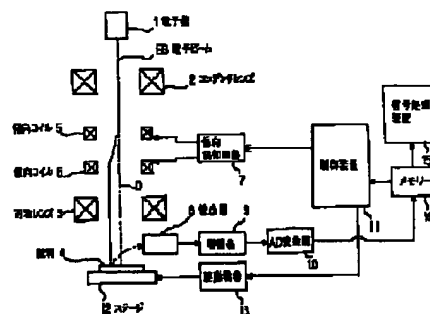 1 電子銃
EB 電子ビーム
2 コンデンサレンズ
偏向コイル 5
偏向コイル 6
対物レンズ 3
O
偏向
制御回路
7
制御装置
11
信号処理
装置
15
メモリー
8 検出器
9
増幅器
AD変換器
10
試料 4
12 ステージ
駆動機構
13